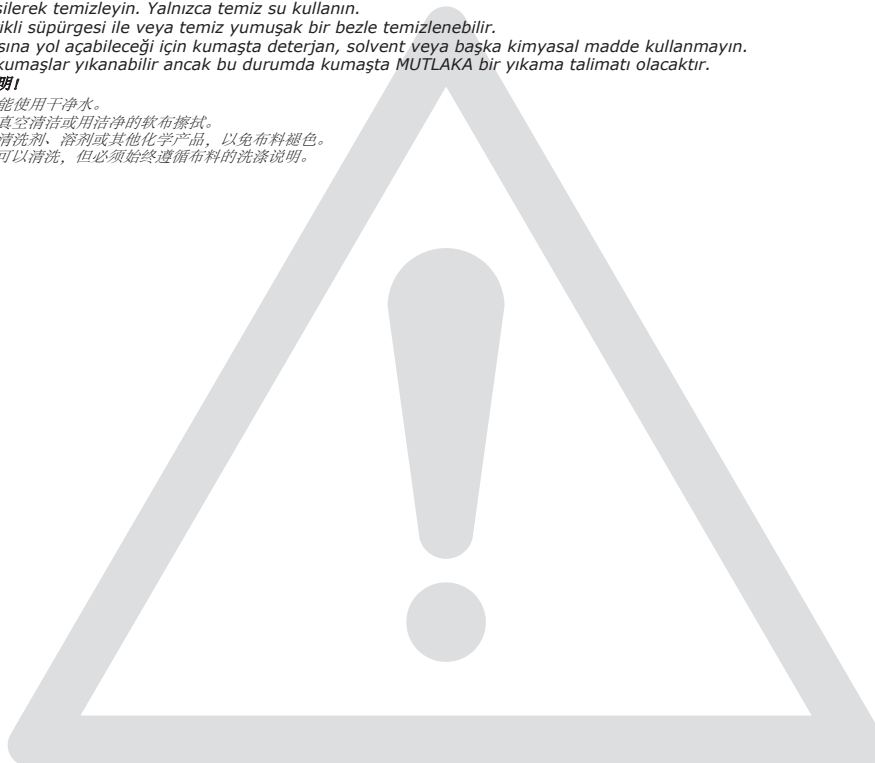 silerek temizleyin. Yalnızca temiz su kullanın.
ikli süpürgesi ile veya temiz yumuşak bir bezle temizlenebilir.
sına yol açabileceği için kumaşta deterjan, solvent veya başka kimyasal madde kullanmayın.
kumaşlar yıkanabilir ancak bu durumda kumaşta MUTLAKA bir yıkama talimatı olacaktır.
明!
能使用干净水。
真空清洁或用洁净的软布擦拭。
清洗剂、溶剂或其他化学产品，以免布料褪色。
可以清洗，但必须始终遵循布料的洗涤说明。